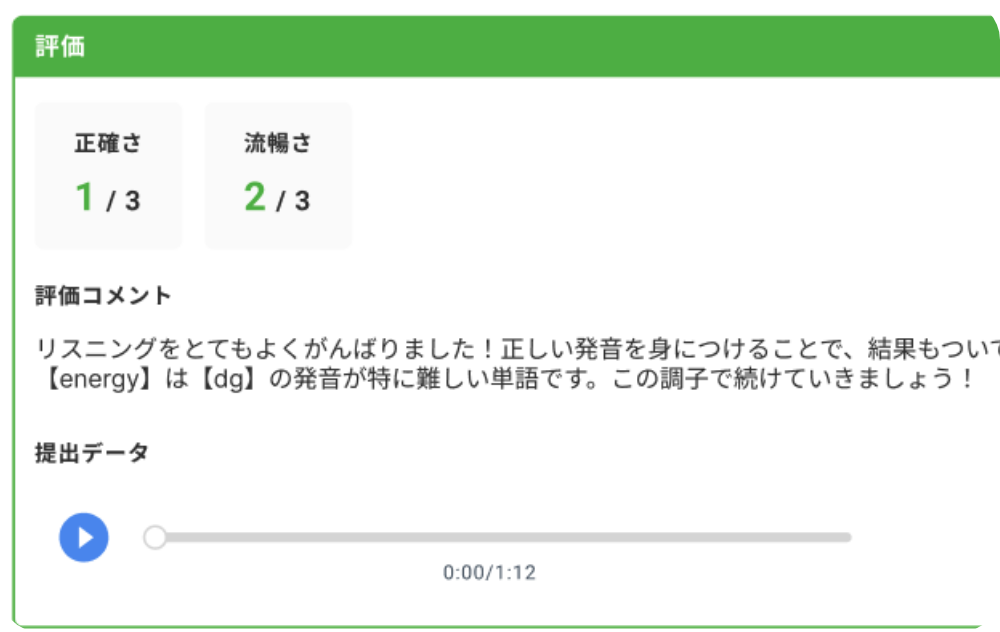 評価
正確さ 流暢さ
1 / 3 2 / 3
評価コメント
リスニングをとてもよくがんばりました！正しい発音を身につけることで、結果もついて
【energy】は【dg】の発音が特に難しい単語です。この調子で続けていきましょう！
提出データ
0:00/1:12